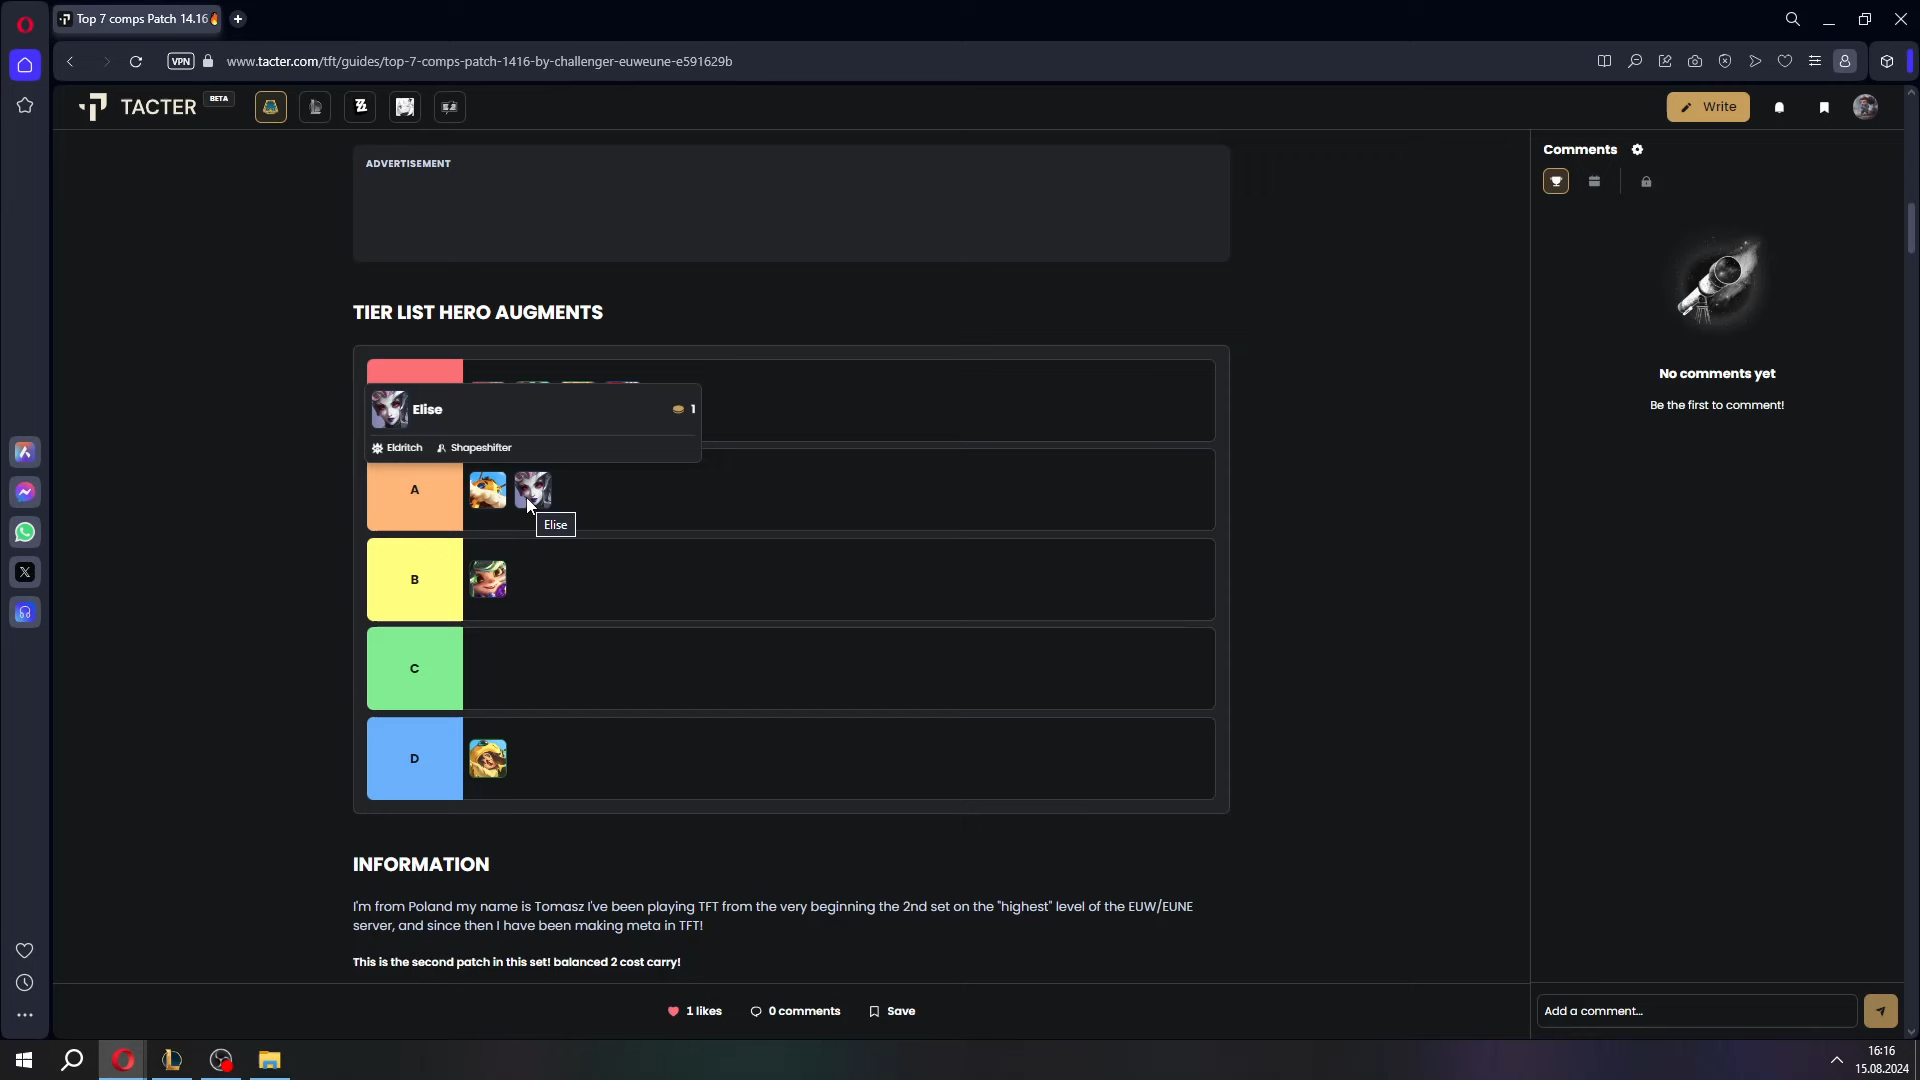 Top 7 comps Patch 14.16
VPN
www.tacter.com/tft/guides/top-7-comps-patch-1416-by-challenger-euweune-e591629b
TACTER
BETA
Write
ADVERTISEMENT
TIER LIST HERO AUGMENTS
Elise
1
Eldritch
Shapeshifter
A
Elise
B
C
D
INFORMATION
I'm from Poland my name is Tomasz I've been playing TFT from the very beginning the 2nd set on the "highest" level of the EUW/EUNE
server, and since then I have been making meta in TFT!
This is the second patch in this set! balanced 2 cost carry!
1 likes
0 comments
Save
Comments
No comments yet
Be the first to comment!
Add a comment...
16:16
15.08.2024